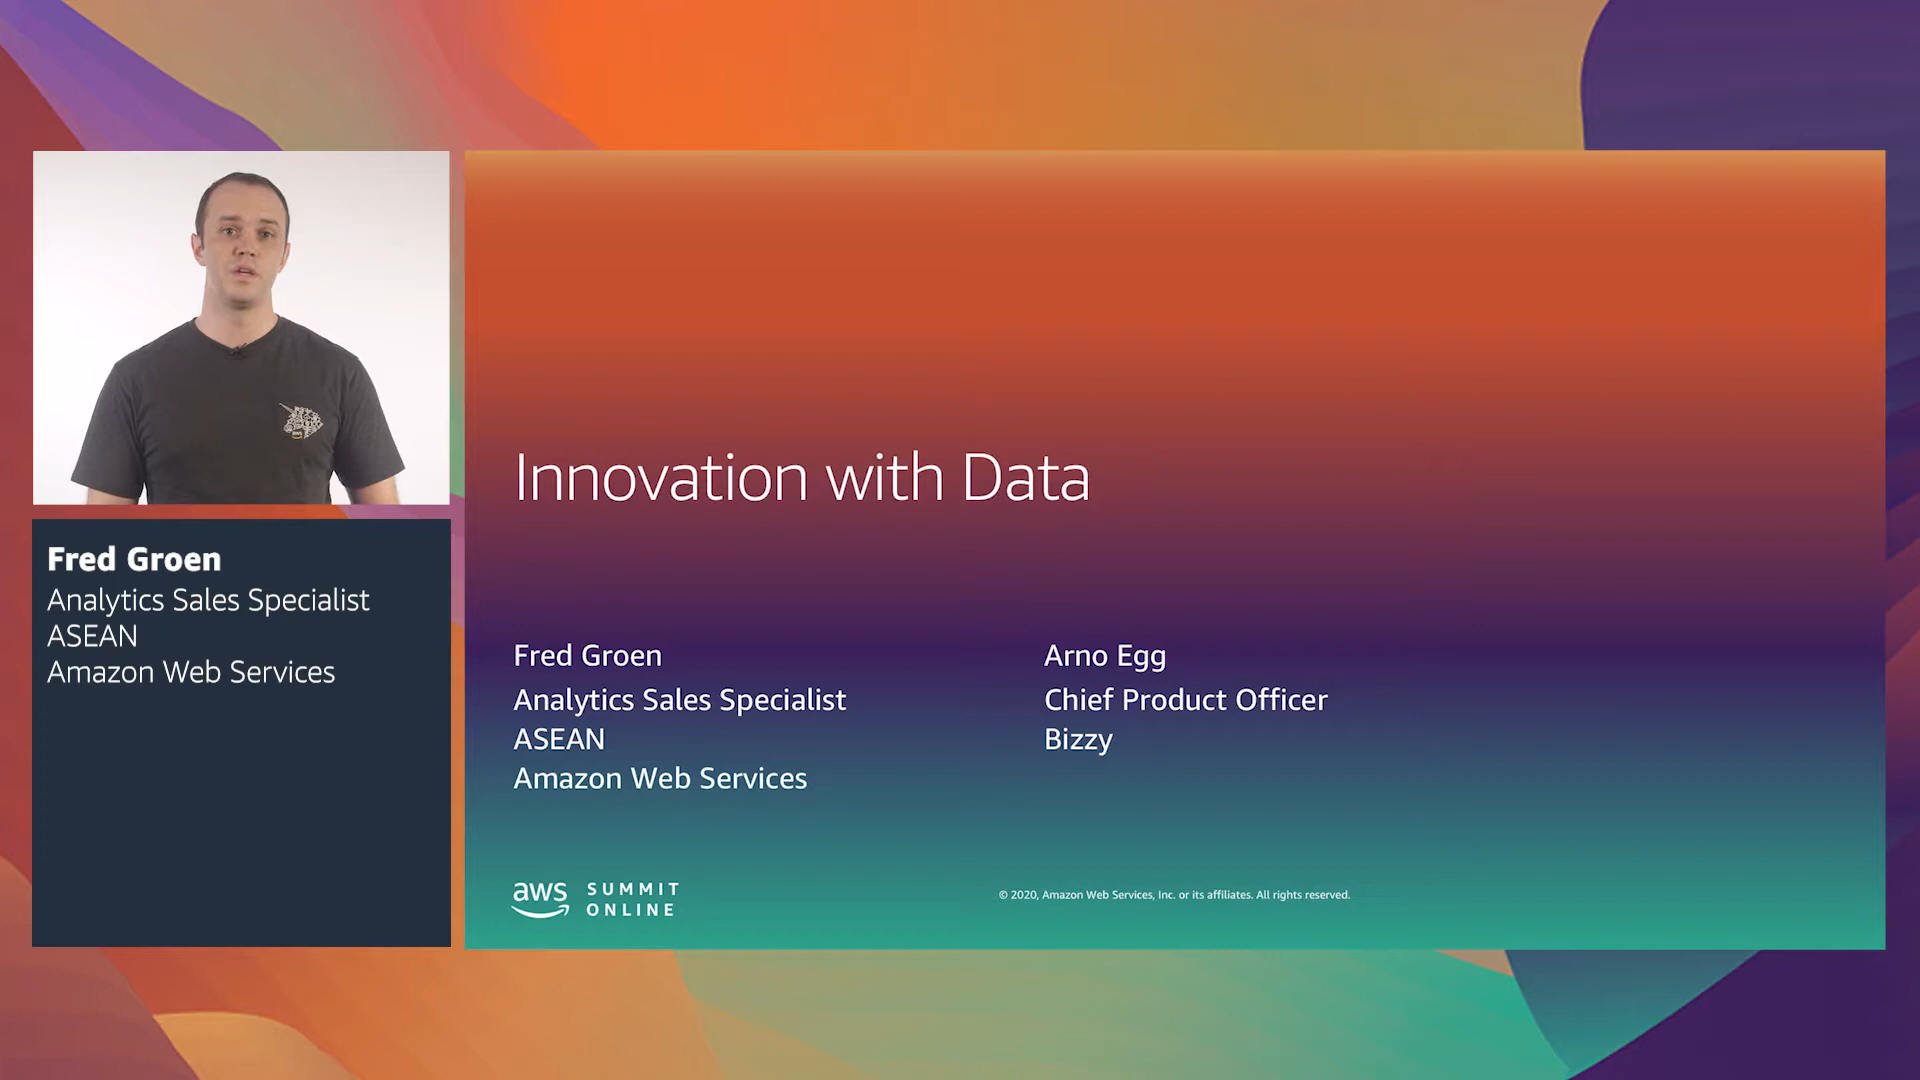 Fred Groen
Analytics Sales Specialist
ASEAN
Amazon Web Services
Innovation with Data
Fred Groen
Analytics Sales Specialist
ASEAN
Amazon Web Services
Arno Egg
Chief Product Officer
Bizzy
aws SUMMIT
ONLINE
© 2020, Amazon Web Services, Inc. or its affiliates. All rights reserved.